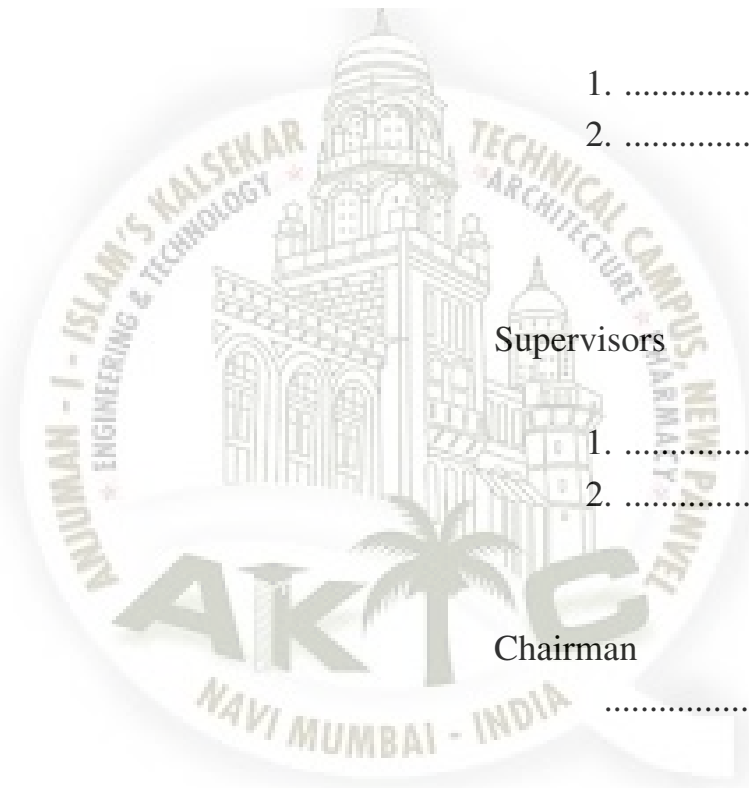 1. ................
2. ................
Supervisors
1. ................
2. ................
Chairman
................
ANJUMAN - I - ISLAM'S KALSEKAR TECHNICAL CAMPUS, NEW PANVEL
* ENGINEERING & TECHNOLOGY * * ARCHITECTURE * PHARMACY *
AKTC
NAVI MUMBAI - INDIA